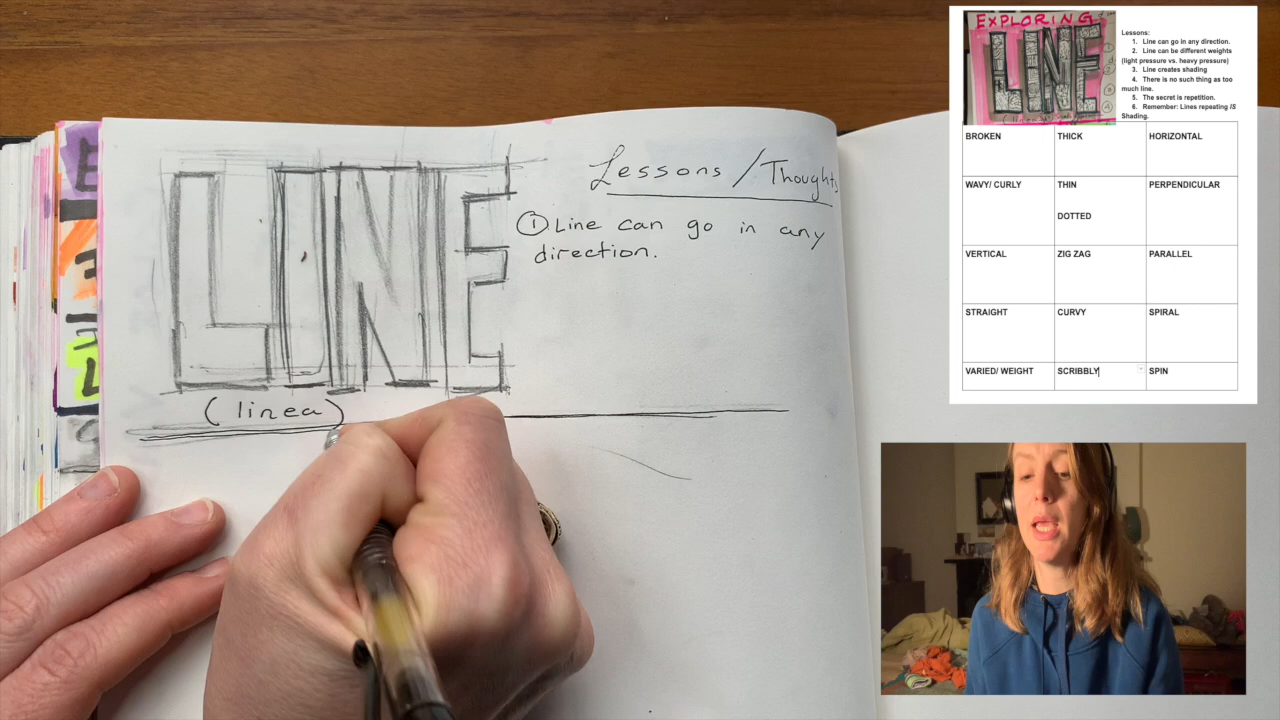 LINE
(linea)
Lessons / Thoughts
① Line can go in any
direction.
EXPLORING
LINE
Lessons:
1. Line can go in any direction.
2. Line can be different weights
(light pressure vs. heavy pressure)
3. Line creates shading
4. There is no such thing as too
much line.
5. The secret is repetition.
6. Remember: Lines repeating IS
Shading.
BROKEN THICK HORIZONTAL
WAVY/ CURLY THIN PERPENDICULAR
DOTTED
VERTICAL ZIG ZAG PARALLEL
STRAIGHT CURVY SPIRAL
VARIED/ WEIGHT SCRIBBLY SPIN